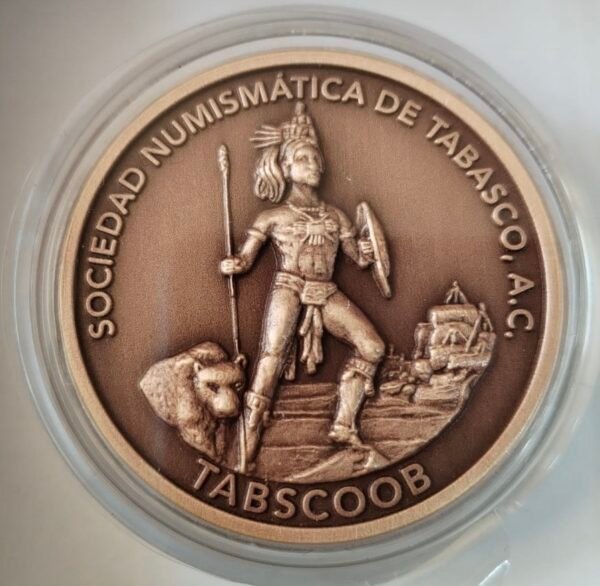 SOCIEDAD NUMISMÁTICA DE TABASCO, A.C.
TABSCOOB